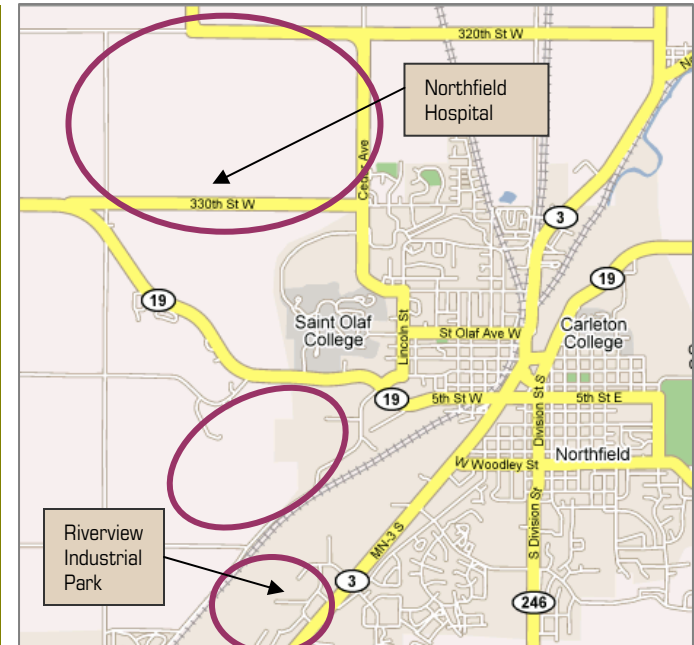 320th St W
Northfield
Hospital
Cedar Ave
330th St W
3
19
19
Saint Olaf
College
Lincoln St
St Olaf Ave W
Carleton
College
19
5th St W
Division St S
5th St E
W Woodley St
Northfield
Riverview
Industrial
Park
MN-3 S
S Division St
3
246